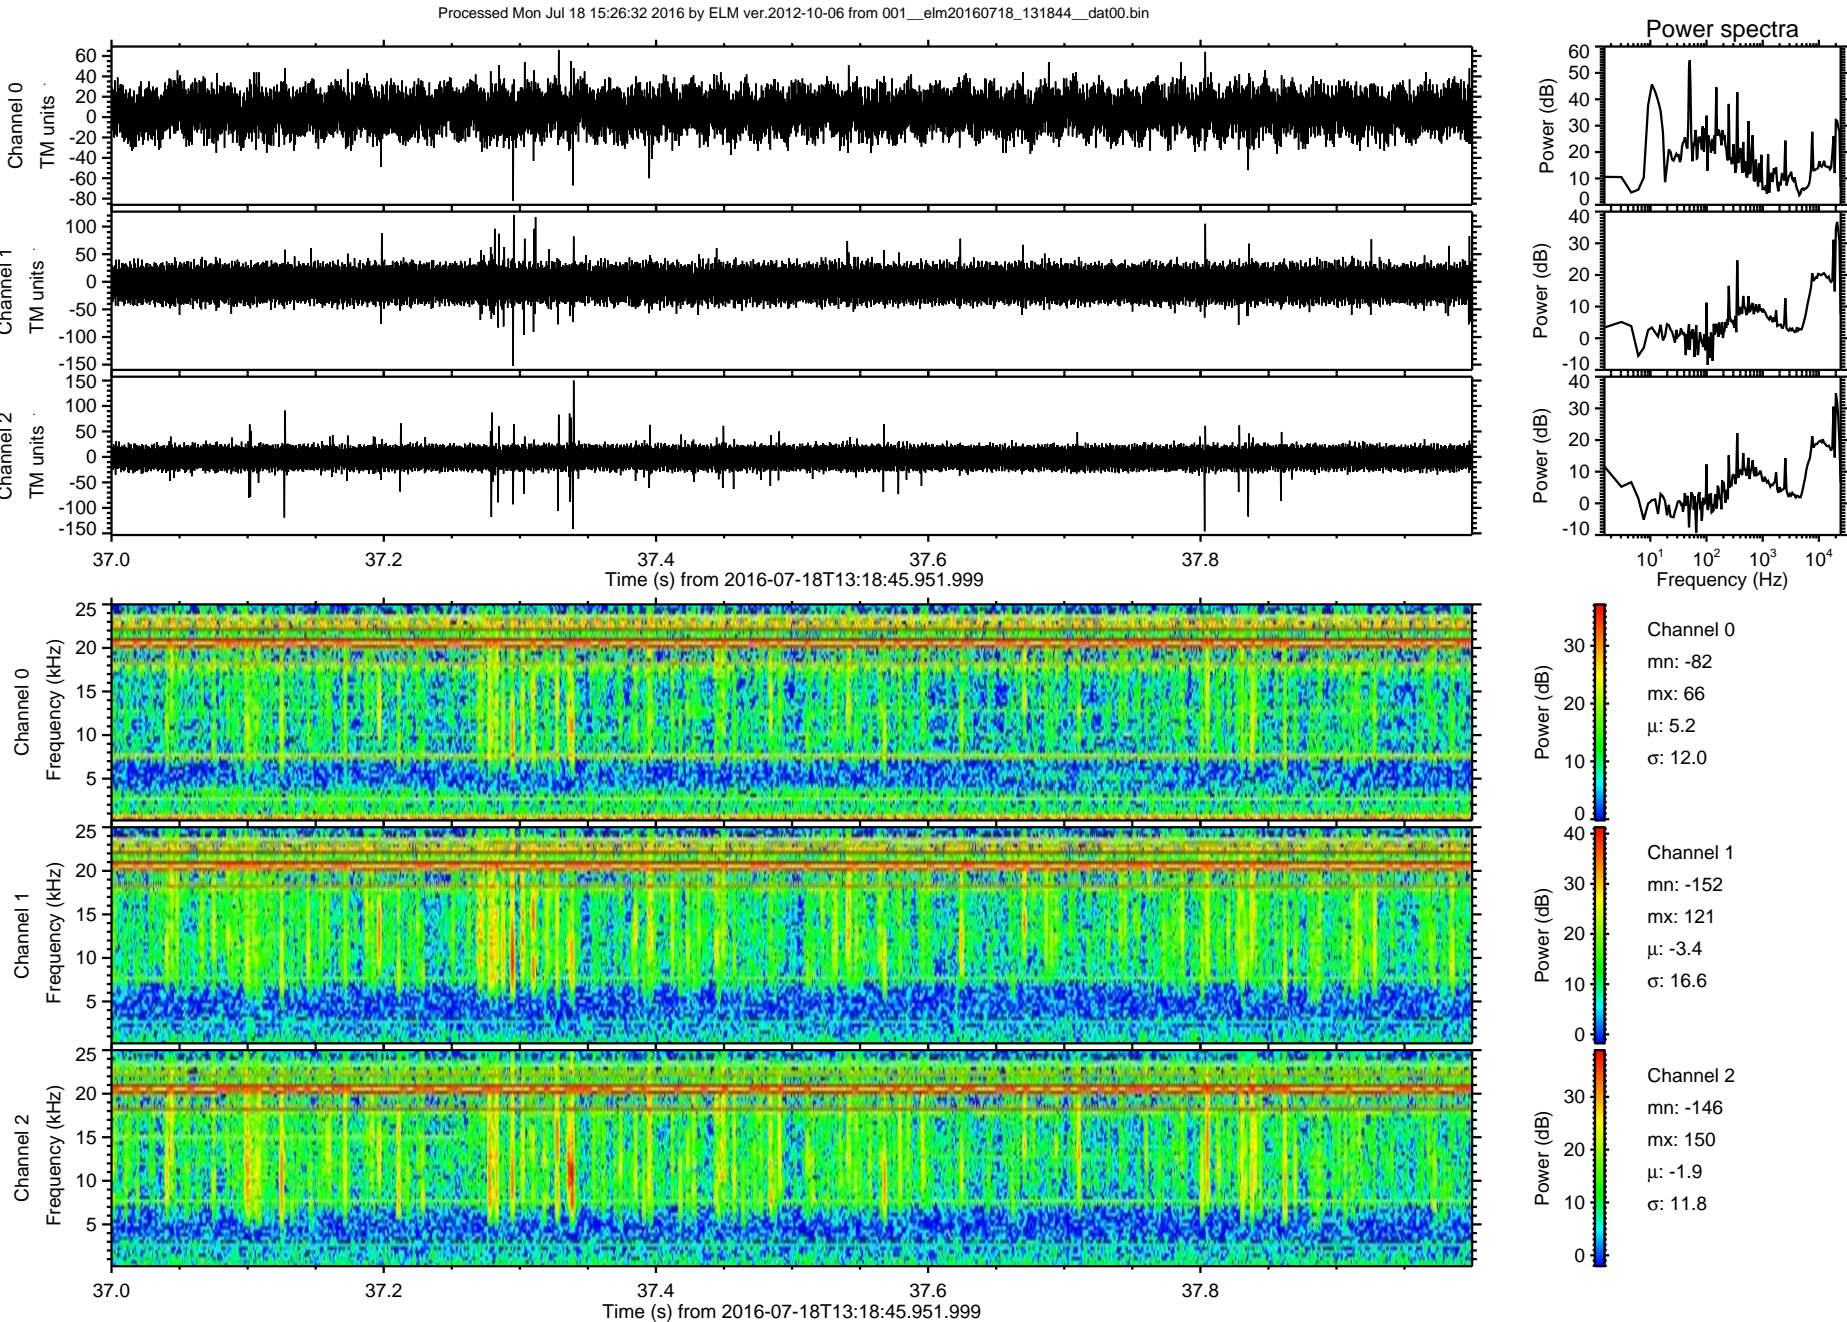 Processed Mon Jul 18 15:26:32 2016 by ELM ver.2012-10-06 from 001__elm20160718_131844__dat00.bin
Power spectra
Channel 0
TM units
60
40
20
0
-20
-40
-60
-80
Power (dB)
60
50
40
30
20
10
0
Channel 1
TM units
100
50
0
-50
-100
-150
Power (dB)
40
30
20
10
0
-10
Channel 2
TM units
150
100
50
0
-50
-100
-150
Power (dB)
40
30
20
10
0
-10
37.0 37.2 37.4 37.6 37.8
Time (s) from 2016-07-18T13:18:45.951.999
10^1 10^2 10^3 10^4
Frequency (Hz)
Channel 0
Frequency (kHz)
25
20
15
10
5
Power (dB)
30
20
10
0
Channel 0
mn: -82
mx: 66
μ: 5.2
σ: 12.0
Channel 1
Frequency (kHz)
25
20
15
10
5
Power (dB)
40
30
20
10
0
Channel 1
mn: -152
mx: 121
μ: -3.4
σ: 16.6
Channel 2
Frequency (kHz)
25
20
15
10
5
Power (dB)
30
20
10
0
Channel 2
mn: -146
mx: 150
μ: -1.9
σ: 11.8
37.0 37.2 37.4 37.6 37.8
Time (s) from 2016-07-18T13:18:45.951.999